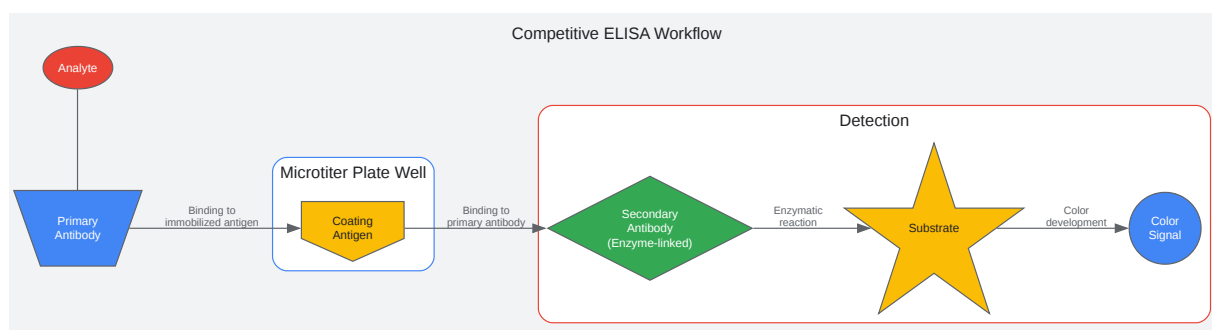 Competitive ELISA Workflow
Analyte
Detection
Microtiter Plate Well
Primary
Antibody
Binding to
immobilized antigen
Coating
Antigen
Binding to
primary antibody
Secondary
Antibody
(Enzyme-linked)
Enzymatic
reaction
Substrate
Color
development
Color
Signal